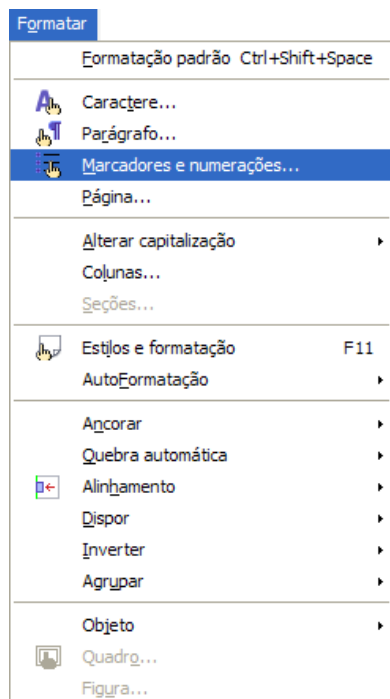 Formatar
Formatação padrão Ctrl+Shift+Space
Caractere...
Parágrafo...
Marcadores e numerações...
Página...
Alterar capitalização
Colunas...
Seções...
Estilos e formatação F11
AutoFormatação
Ancorar
Quebra automática
Alinhamento
Dispor
Inverter
Agrupar
Objeto
Quadro...
Figura...